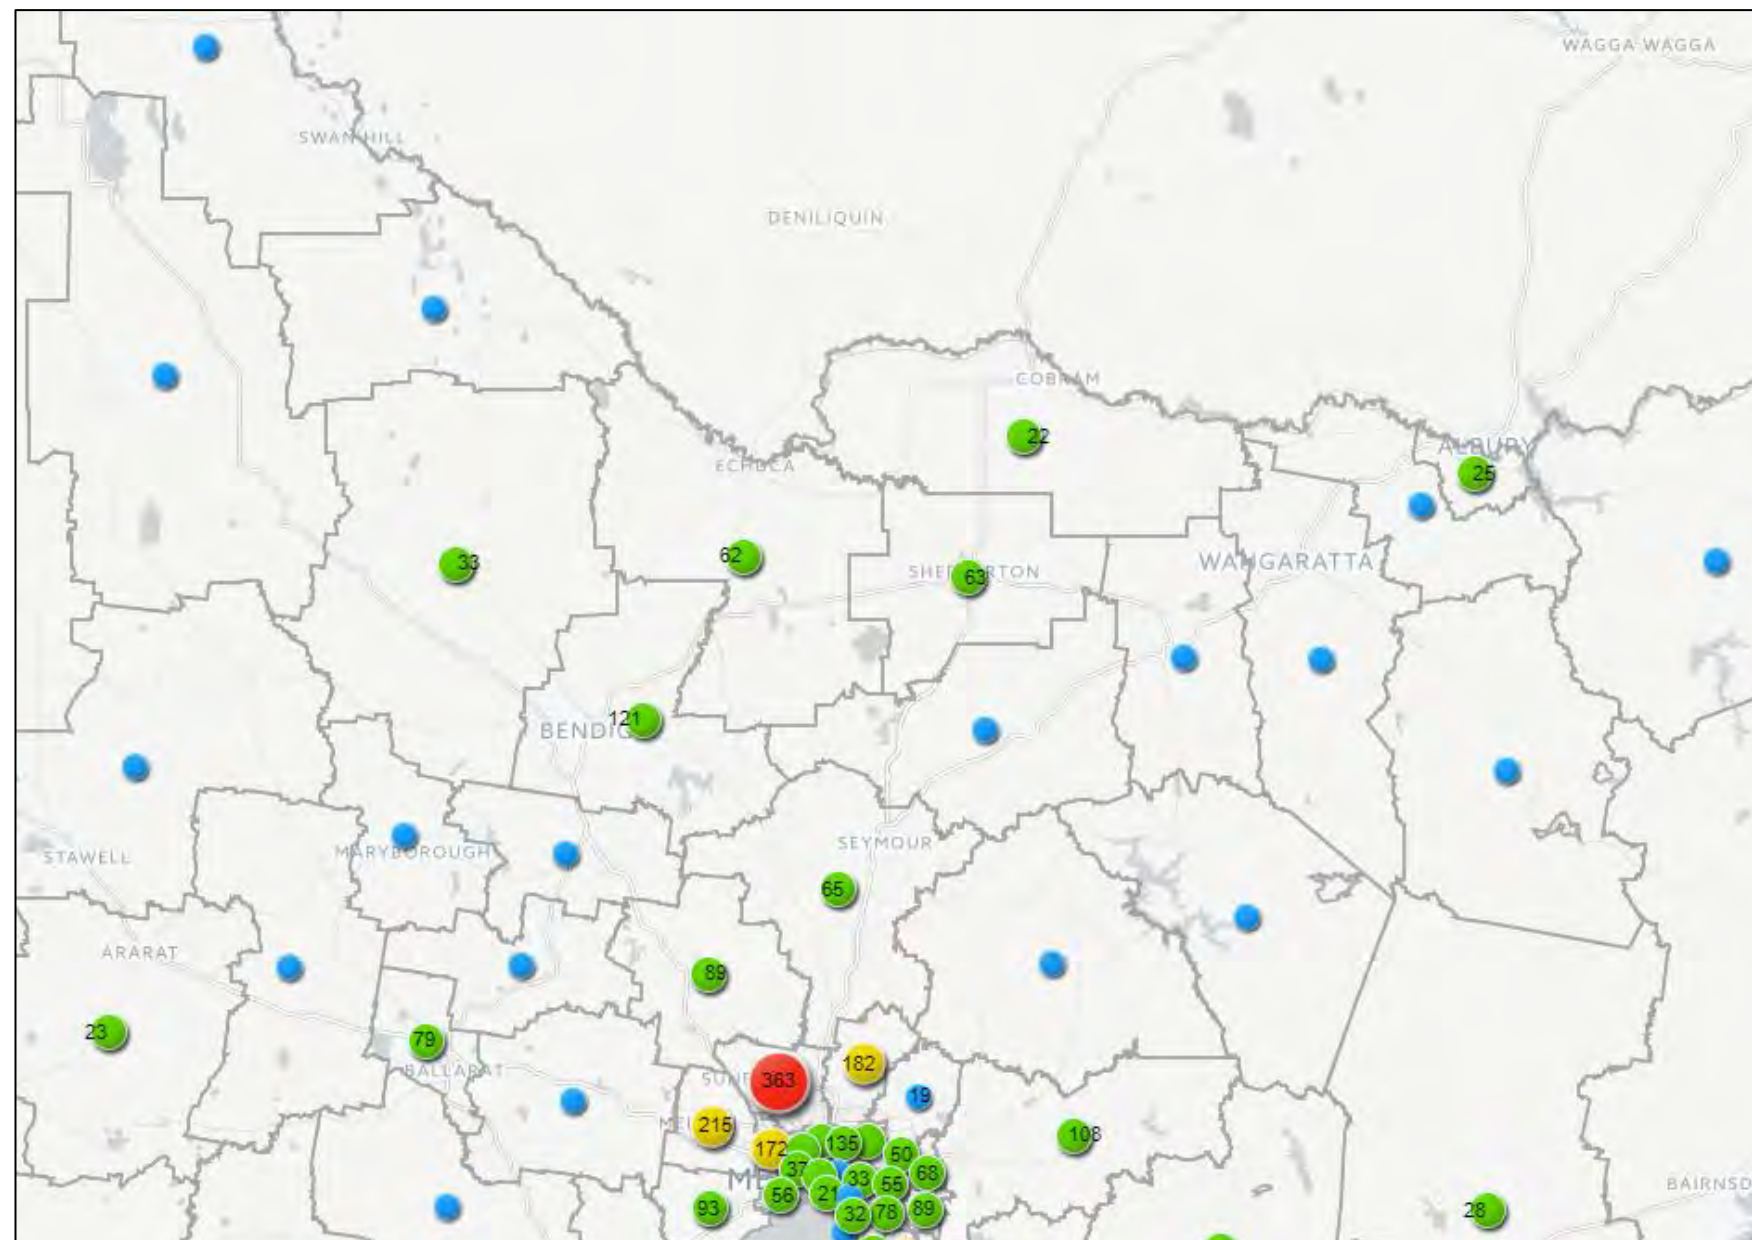 WAGGA WAGGA
SWAN HILL
DENILIQUIN
COBRAM
22
ALBURY
ECHUCA
25
62
33
WANGARATTA
SHEPPARTON
63
121
BENDIGO
SEYMOUR
MARYBOROUGH
STAWELL
65
ARARAT
89
23
79
BALLARAT
182
363
19
215
108
135
172
50
37
68
33
55
56
21
BAIRNSD
93
32
78
89
28